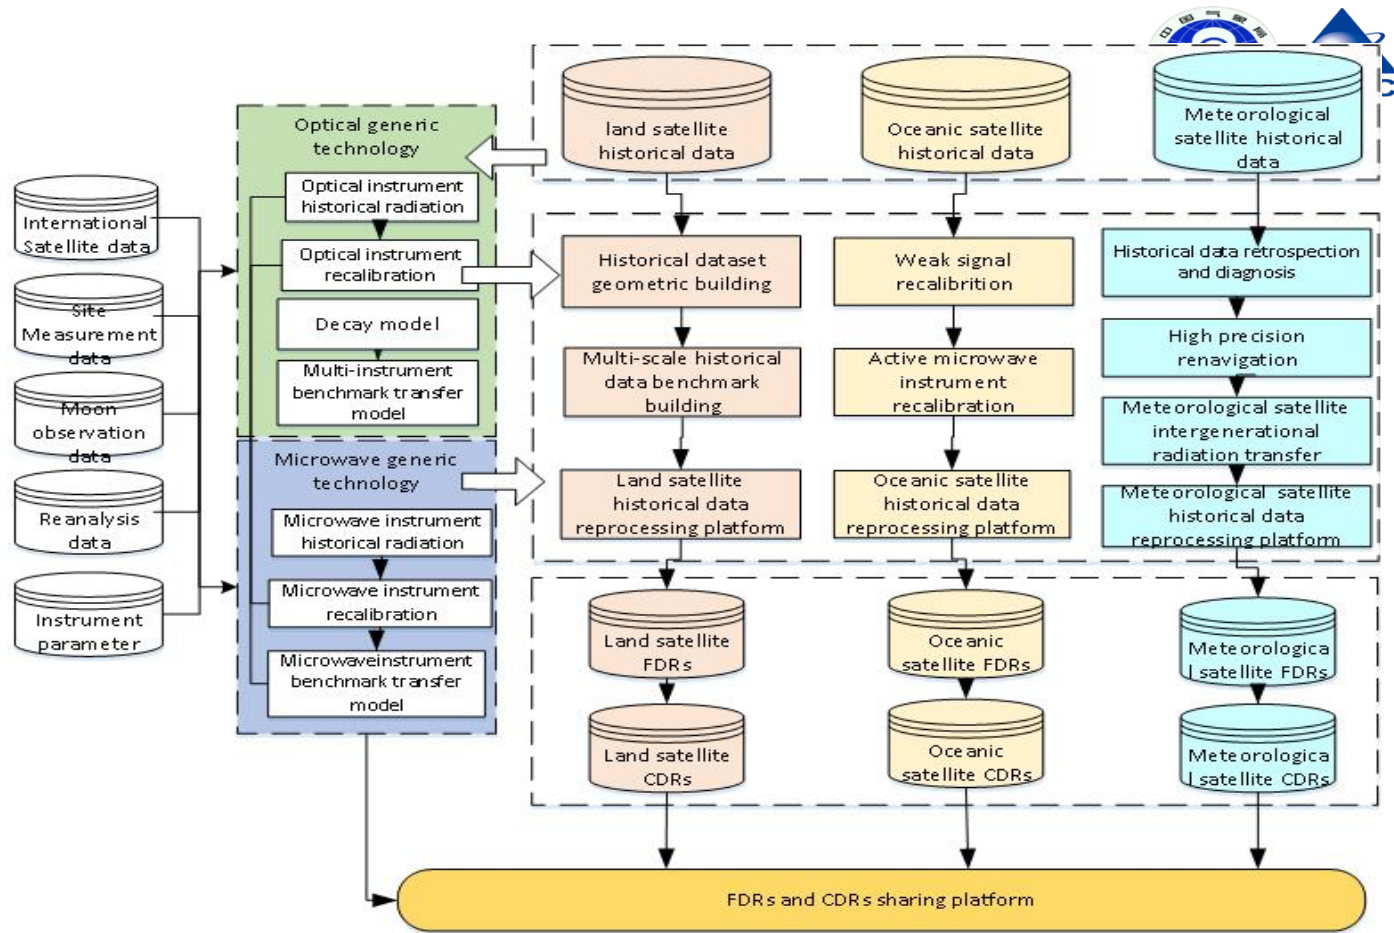 中国气象局
C
land satellite
historical data
Oceanic satellite
historical data
Meteorological
satellite historical
data
Optical generic
technology
Optical instrument
historical radiation
Optical instrument
recalibration
Decay model
Multi-instrument
benchmark transfer
model
International
Satellite data
Site
Measurement
data
Moon
observation
data
Reanalysis
data
Instrument
parameter
Microwave generic
technology
Microwave instrument
historical radiation
Microwave instrument
recalibration
Microwaveinstrument
benchmark transfer
model
Historical dataset
geometric building
Multi-scale historical
data benchmark
building
Land satellite
historical data
reprocessing platform
Weak signal
recalibrition
Active microwave
instrument
recalibration
Oceanic satellite
historical data
reprocessing platform
Historical data retrospection
and diagnosis
High precision
renavigation
Meteorological satellite
intergenerational
radiation transfer
Meteorological satellite
historical data
reprocessing platform
Land satellite
FDRs
Oceanic
satellite FDRs
Meteorologica
l satellite FDRs
Land satellite
CDRs
Oceanic
satellite CDRs
Meteorologica
l satellite CDRs
FDRs and CDRs sharing platform